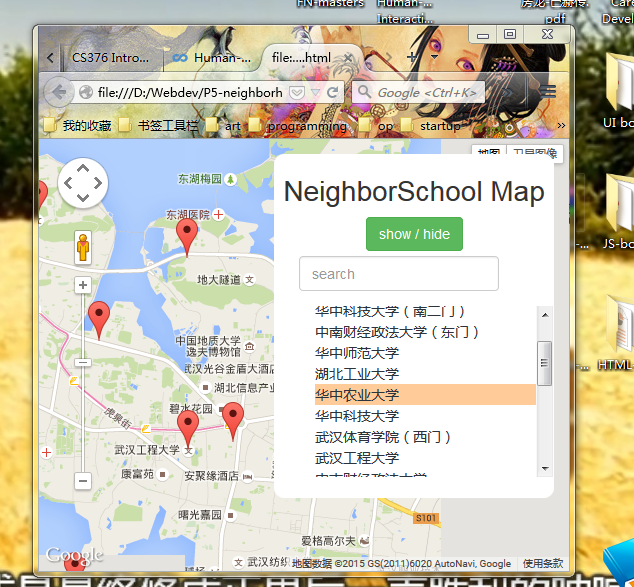 FN-masters
Human-...
Interacti...
.pdf
Care
Devel
CS376 Intro...
Human-...
file:....html
file:///D:/Webdev/P5-neighborh
Google <Ctrl+K>
我的收藏
书签工具栏
art
programming
op
startup
»
UI bo
JS-bo
HTML
地图
卫星图像
NeighborSchool Map
show / hide
search
华中科技大学（南二门）
中南财经政法大学（东门）
华中师范大学
湖北工业大学
华中农业大学
华中科技大学
武汉体育学院（西门）
武汉工程大学
中南财经政法大学
东湖梅园
东湖医院
地大隧道
中国地质大学
逸夫博物馆
武汉光谷金盾大酒店
湖北信息产业
碧水花园
虎泉街
武汉工程大学
康富苑
安聚缘酒店
曙光嘉园
爱格高尔夫
S101
武汉纺织
Google
地图数据 ©2015 GS(2011)6020 AutoNavi, Google
使用条款